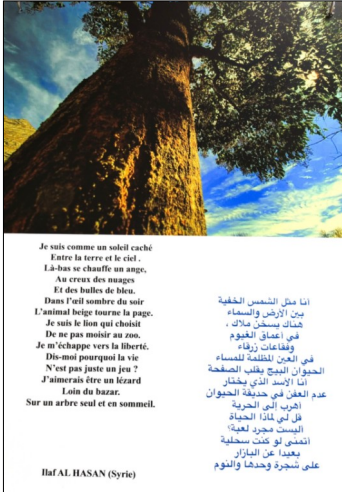 Je suis comme un soleil caché
Entre la terre et le ciel .
Là-bas se chauffe un ange,
Au creux des nuages
Et des bulles de bleu.
Dans l'œil sombre du soir
L'animal beige tourne la page.
Je suis le lion qui choisit
De ne pas moisir au zoo.
Je m'échappe vers la liberté.
Dis-moi pourquoi la vie
N'est pas juste un jeu ?
J'aimerais être un lézard
Loin du bazar.
Sur un arbre seul et en sommeil.
Ilaf AL HASAN (Syrie)
أنا مثل الشمس الخفية
بين الارض والسماء
هناك يسخن ملاك ،
في أعماق الغيوم
وفقاعات زرقاء
في العين المظلمة للمساء
الحيوان البيج يقلب الصفحة
أنا الأسد الذي يختار
عدم العفن في حديقة الحيوان
أهرب إلى الحرية
قل لي لماذا الحياة
أليست مجرد لعبة؟
أتمنى لو كنت سحلية
بعيدا عن البازار
على شجرة وحدها والنوم